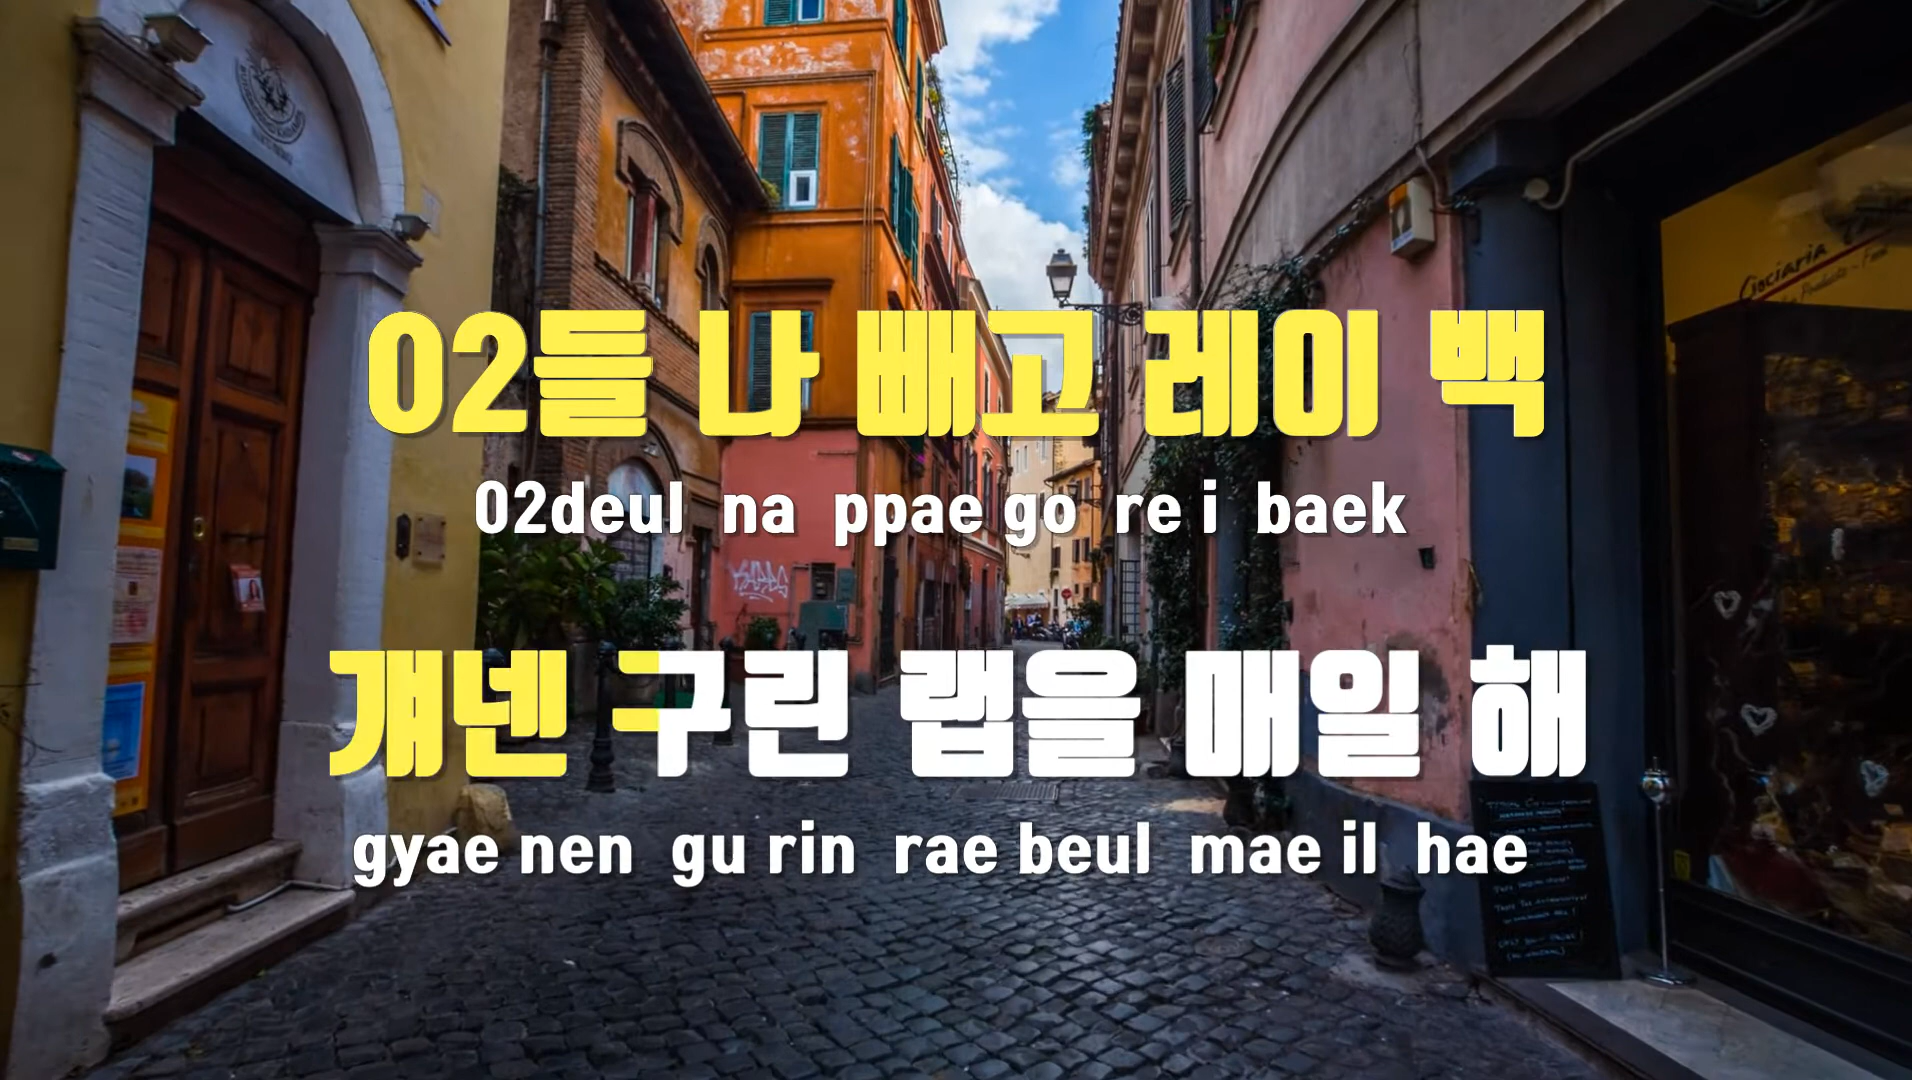 02들 나 빼고 레이 백
02deul na ppae go re i baek
걔넨 구린 랩을 매일 해
gyae nen gu rin rae beul mae il hae
Ciociaria